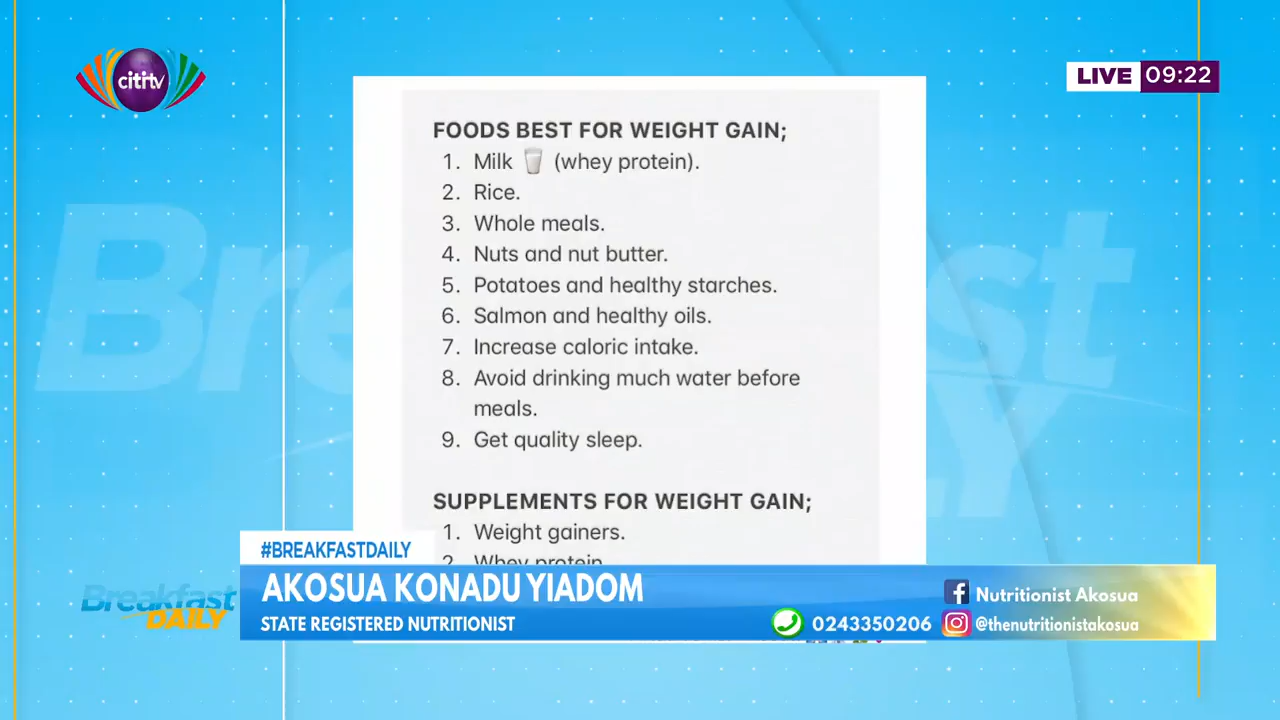 citi tv
LIVE 09:22
FOODS BEST FOR WEIGHT GAIN;
1. Milk 🥛 (whey protein).
2. Rice.
3. Whole meals.
4. Nuts and nut butter.
5. Potatoes and healthy starches.
6. Salmon and healthy oils.
7. Increase caloric intake.
8. Avoid drinking much water before
meals.
9. Get quality sleep.
SUPPLEMENTS FOR WEIGHT GAIN;
1. Weight gainers.
2. Whey protein
#BREAKFASTDAILY
Breakfast
DAILY
AKOSUA KONADU YIADOM
STATE REGISTERED NUTRITIONIST
Nutritionist Akosua
0243350206
@thenutritionistakosua